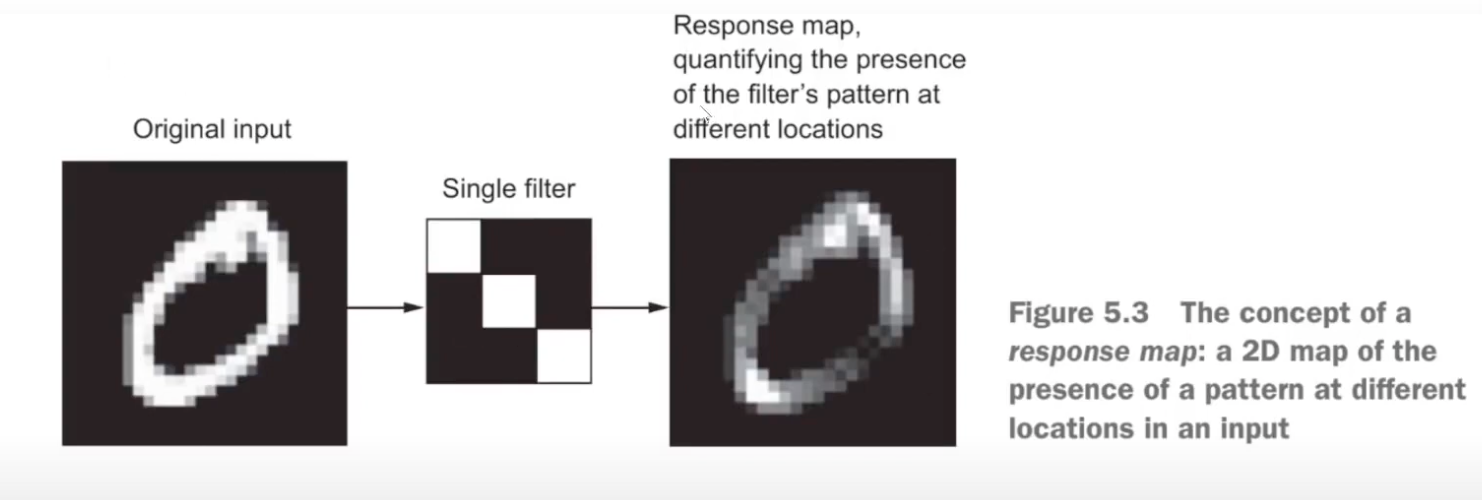 Original input
Single filter
Response map,
quantifying the presence
of the filter's pattern at
different locations
Figure 5.3 The concept of a
response map: a 2D map of the
presence of a pattern at different
locations in an input